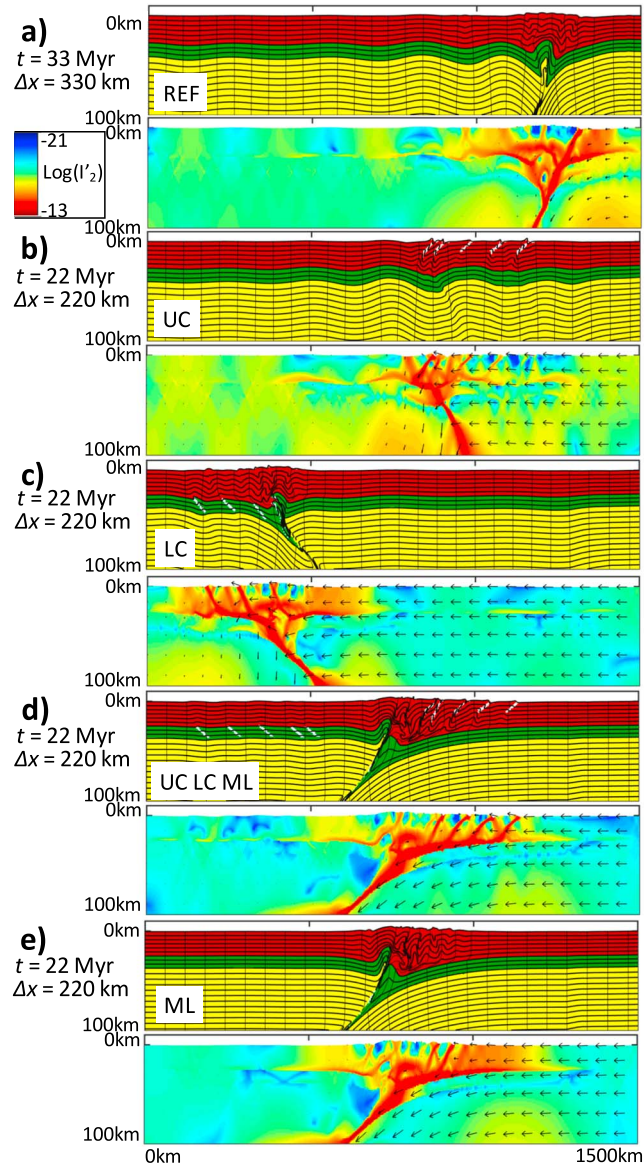 a)
0km
t = 33 Myr
Δx = 330 km
REF
100km
0km
-21
Log(I'₂)
-13
100km
b)
0km
t = 22 Myr
Δx = 220 km
UC
100km
0km
100km
c)
0km
t = 22 Myr
Δx = 220 km
LC
100km
0km
100km
d)
0km
t = 22 Myr
Δx = 220 km
UC LC ML
100km
0km
100km
e)
0km
t = 22 Myr
Δx = 220 km
ML
100km
0km
100km
0km 1500km